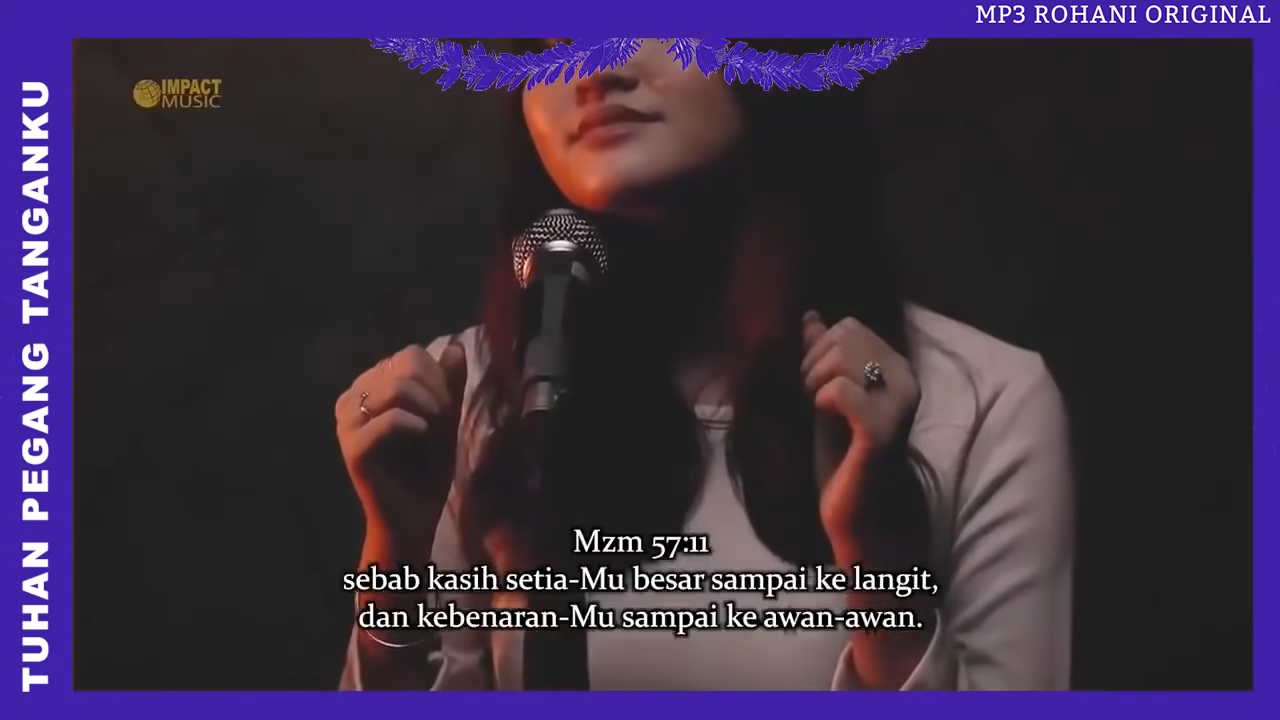 MP3 ROHANI ORIGINAL
IMPACT
MUSIC
TUHAN PEGANG TANGANKU
Mzm 57:11
sebab kasih setia-Mu besar sampai ke langit,
dan kebenaran-Mu sampai ke awan-awan.